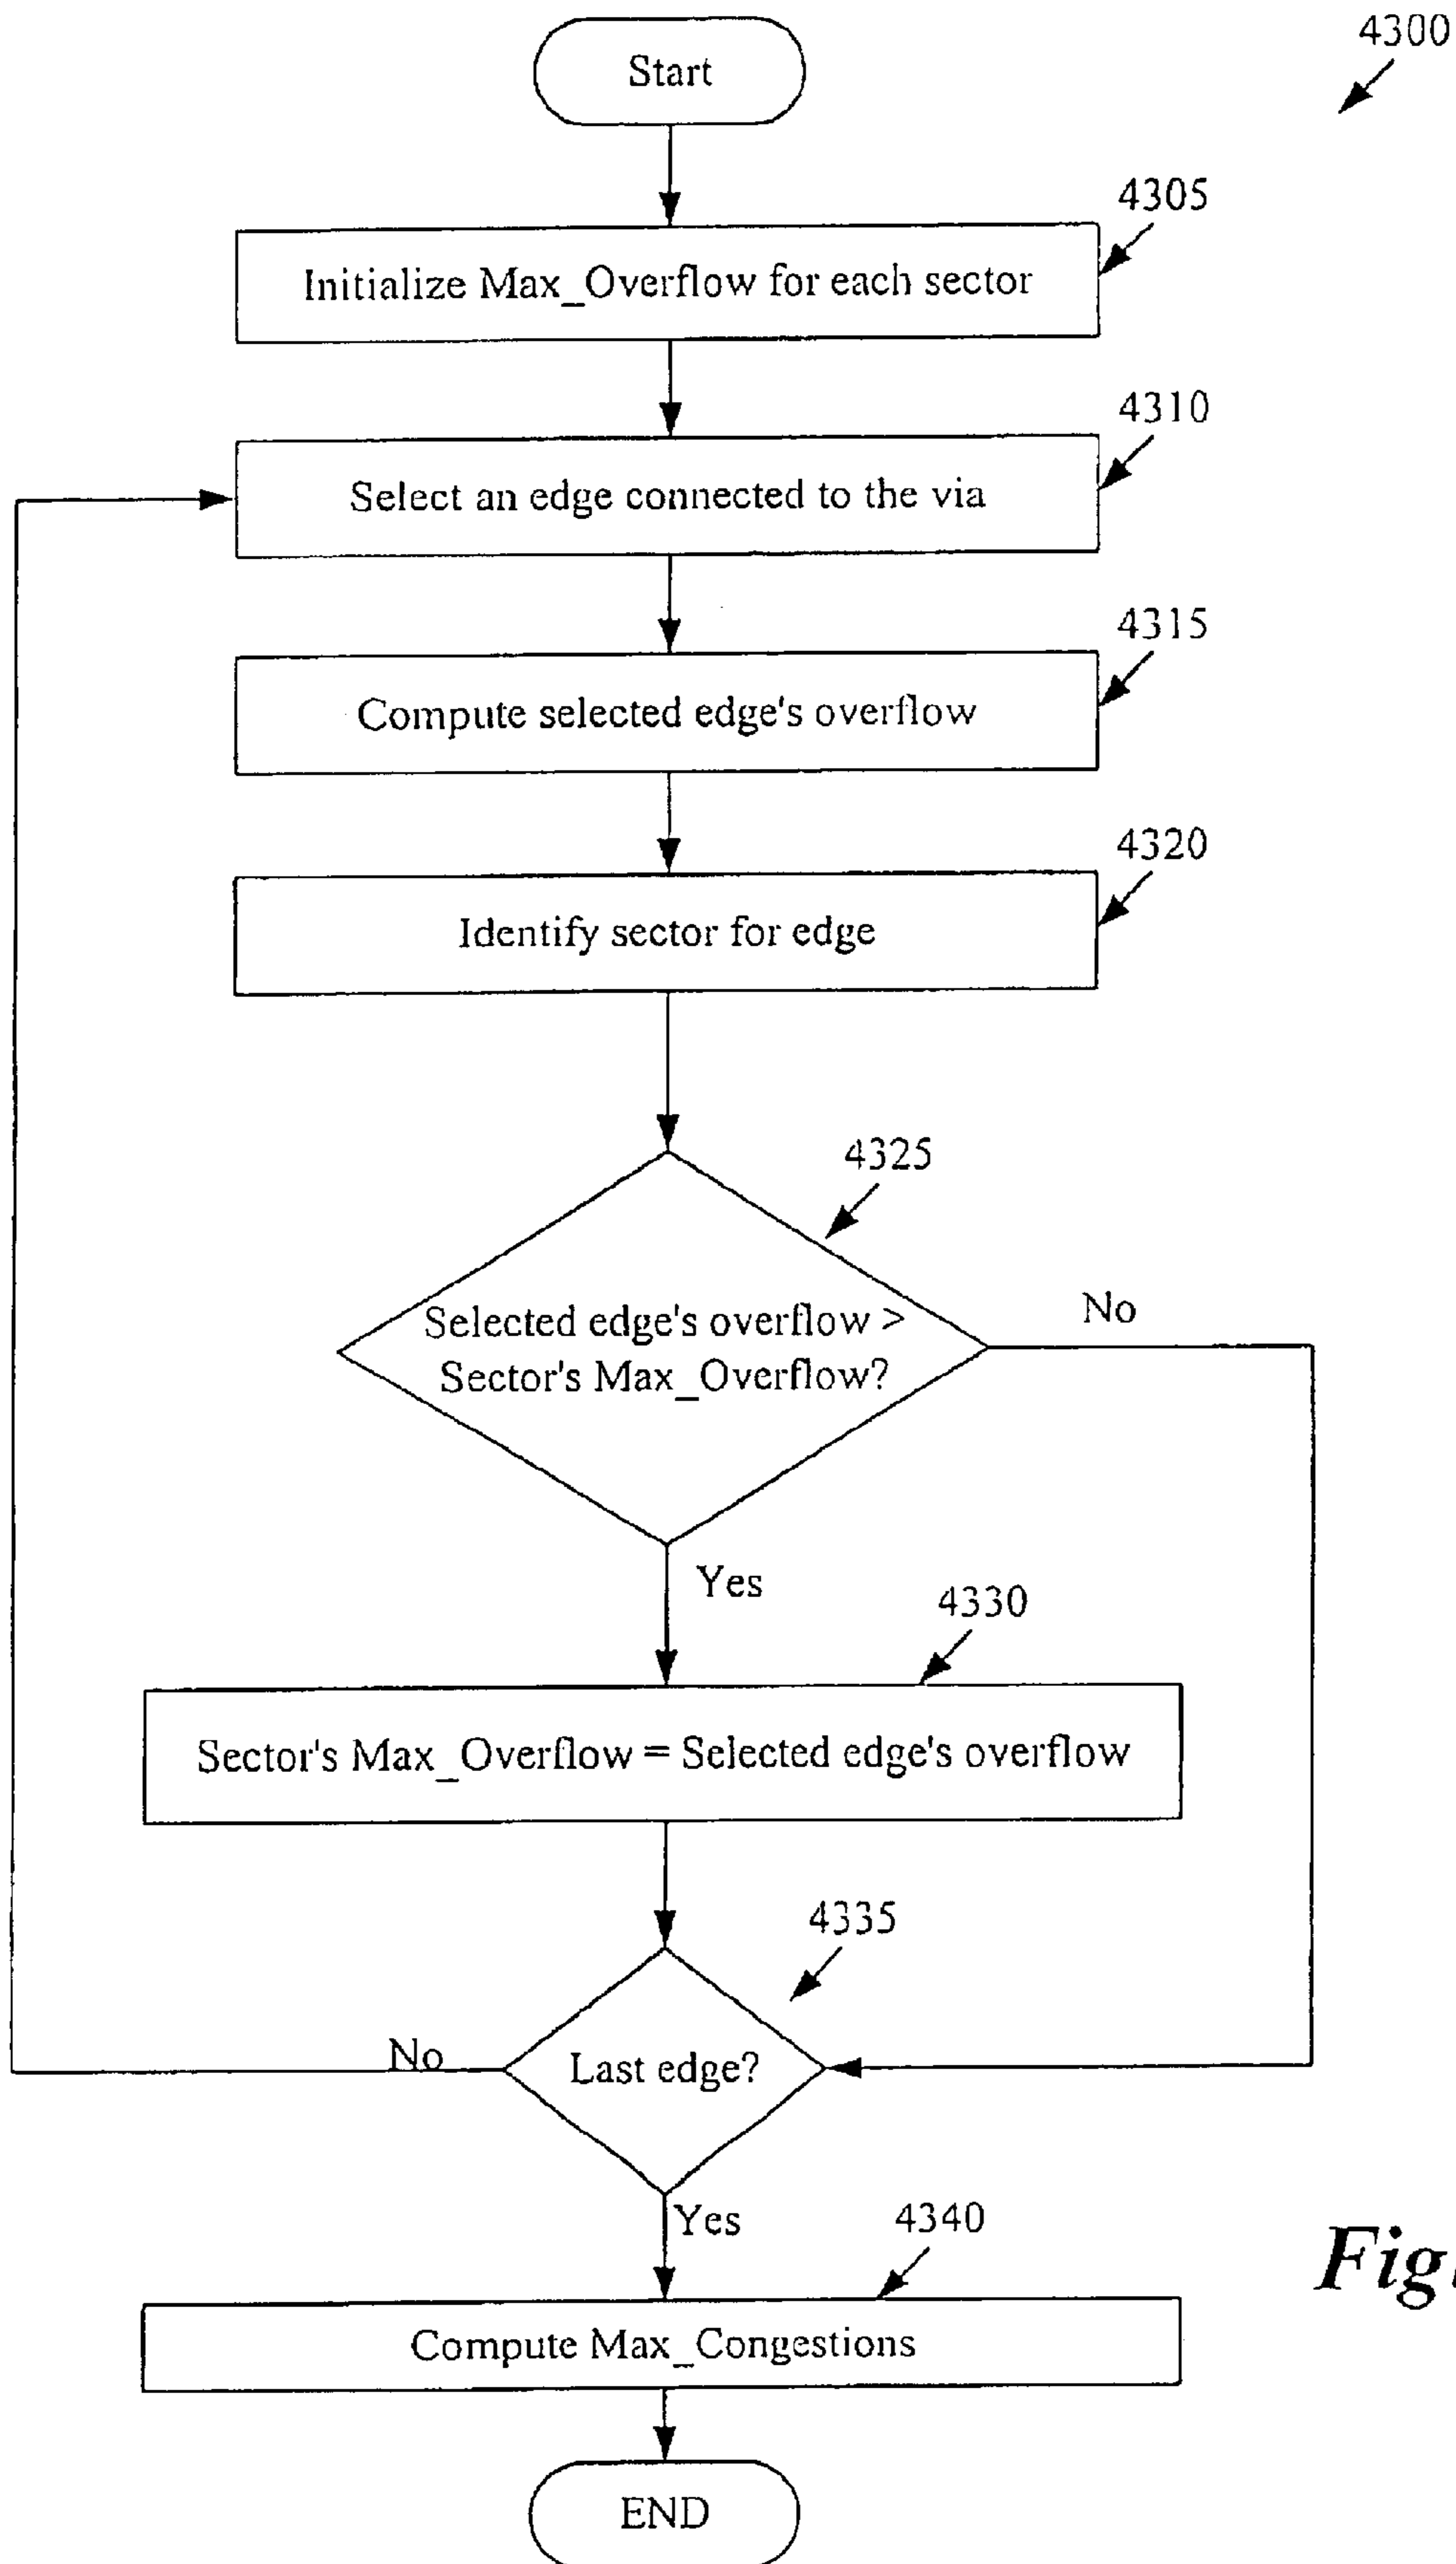 4300
Start
4305
Initialize Max_Overflow for each sector
4310
Select an edge connected to the via
4315
Compute selected edge's overflow
4320
Identify sector for edge
4325
Selected edge's overflow >
Sector's Max_Overflow?
No
Yes
4330
Sector's Max_Overflow = Selected edge's overflow
4335
No
Last edge?
Yes
4340
Compute Max_Congestions
END